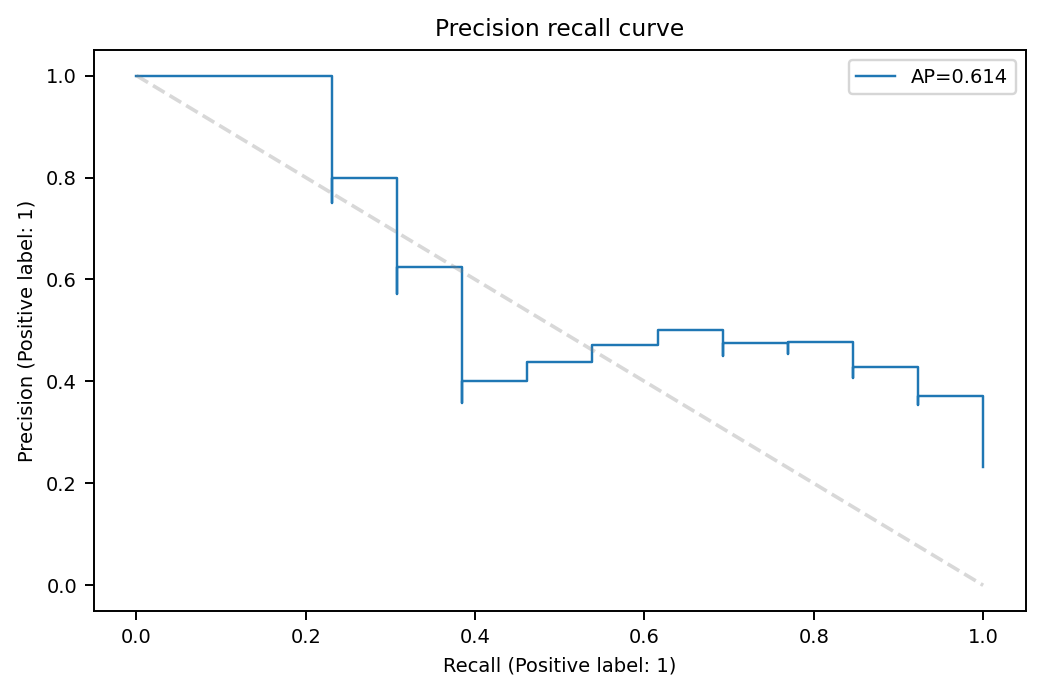 Precision recall curve
AP=0.614
Precision (Positive label: 1)
1.0
0.8
0.6
0.4
0.2
0.0
0.0 0.2 0.4 0.6 0.8 1.0
Recall (Positive label: 1)